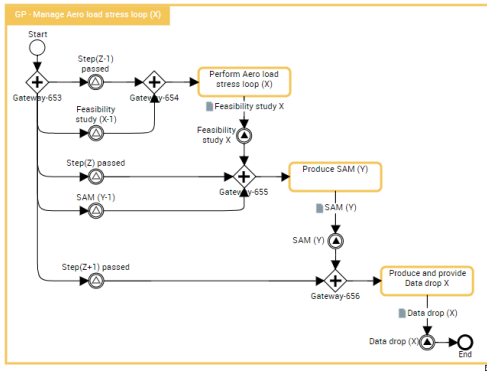 GP - Manage Aero load stress loop (X)
Start
Step(Z-1)
passed
Gateway-653
Gateway-654
Perform Aero load
stress loop (X)
Feasibility
study (X-1)
Feasibility study X
Feasibility
study X
Step(Z) passed
Gateway-655
Produce SAM (Y)
SAM (Y-1)
SAM (Y)
SAM (Y)
Step(Z+1) passed
Gateway-656
Produce and provide
Data drop X
Data drop (X)
Data drop (X)
End